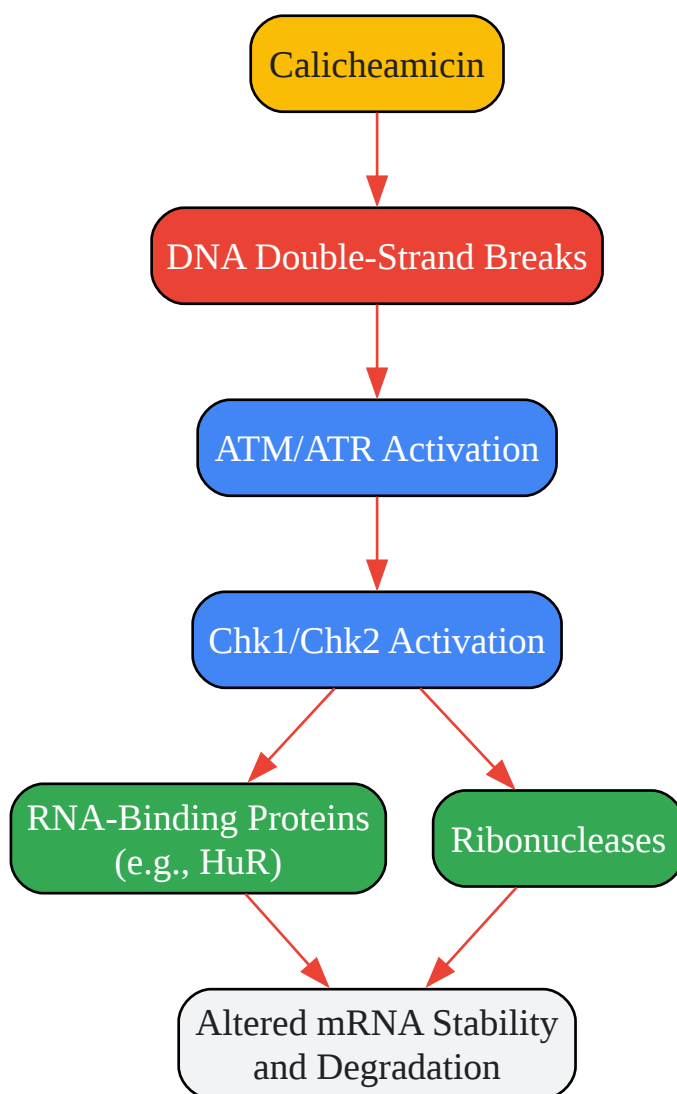 Calicheamicin
DNA Double-Strand Breaks
ATM/ATR Activation
Chk1/Chk2 Activation
RNA-Binding Proteins
(e.g., HuR)
Ribonucleases
Altered mRNA Stability
and Degradation